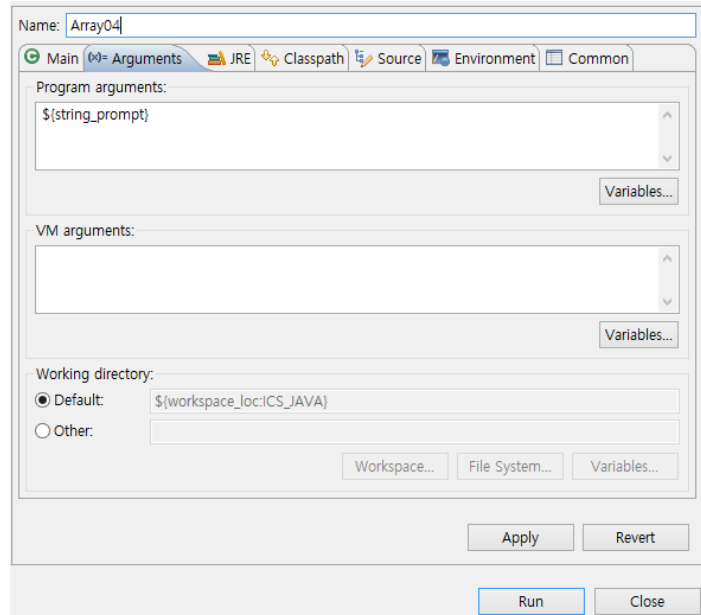 Name: Array04
Main (x)= Arguments JRE Classpath Source Environment Common
Program arguments:
${string_prompt}
Variables...
VM arguments:
Variables...
Working directory:
Default: ${workspace_loc:ICS_JAVA}
Other:
Workspace... File System... Variables...
Apply Revert
Run Close